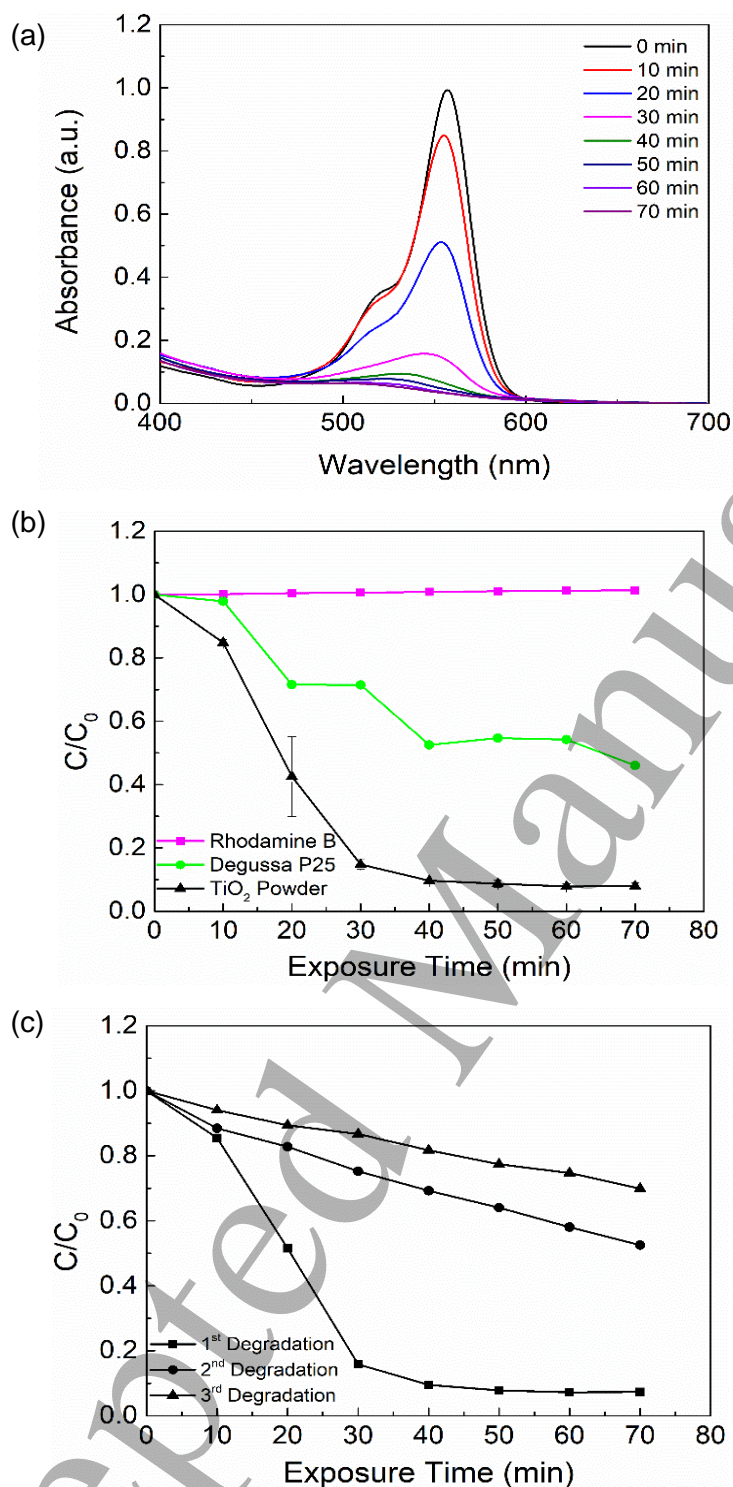 (a)
1.2
1.0
0.8
0.6
0.4
0.2
0.0
Absorbance (a.u.)
0 min
10 min
20 min
30 min
40 min
50 min
60 min
70 min
400 500 600 700
Wavelength (nm)
(b)
1.2
1.0
0.8
0.6
0.4
0.2
0.0
C/C₀
Rhodamine B
Degussa P25
TiO₂ Powder
0 10 20 30 40 50 60 70 80
Exposure Time (min)
(c)
1.2
1.0
0.8
0.6
0.4
0.2
0.0
C/C₀
1st Degradation
2nd Degradation
3rd Degradation
0 10 20 30 40 50 60 70 80
Exposure Time (min)
epted Manu